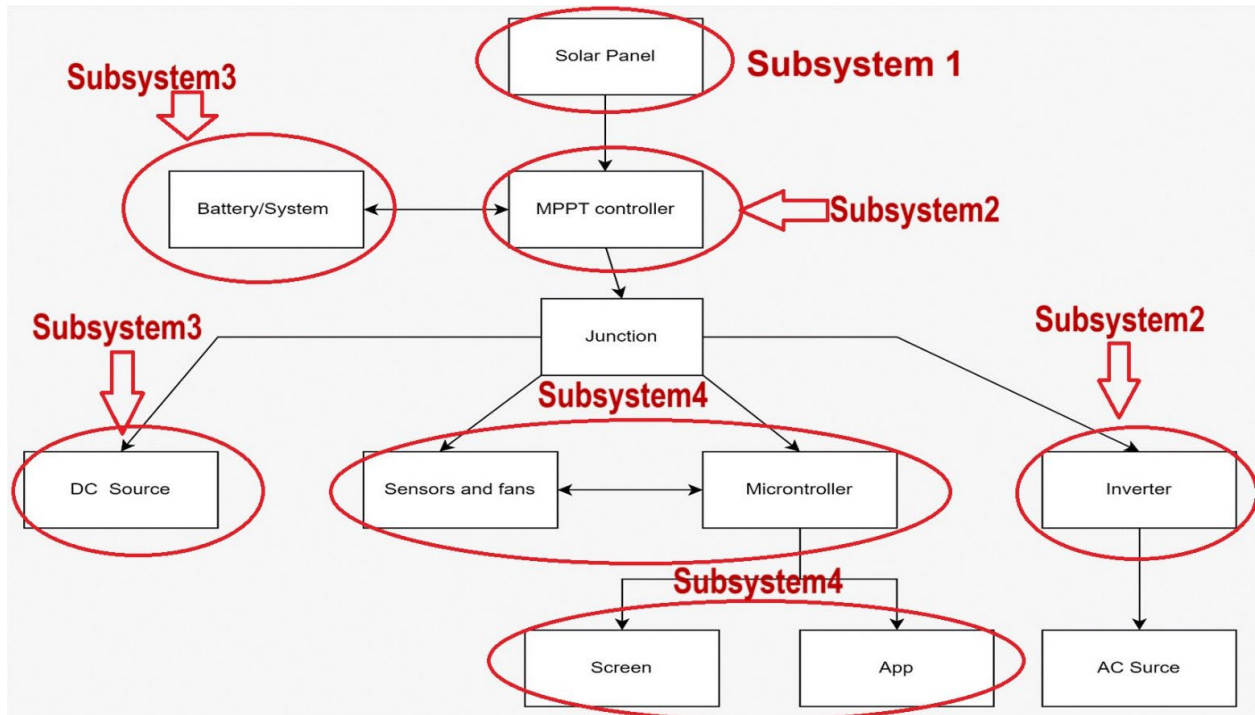 Solar Panel
Subsystem 1
Subsystem3
Battery/System
MPPT controller
Subsystem2
Junction
Subsystem3
Subsystem2
Subsystem4
DC Source
Sensors and fans
Microntroller
Inverter
Subsystem4
Screen
App
AC Surce